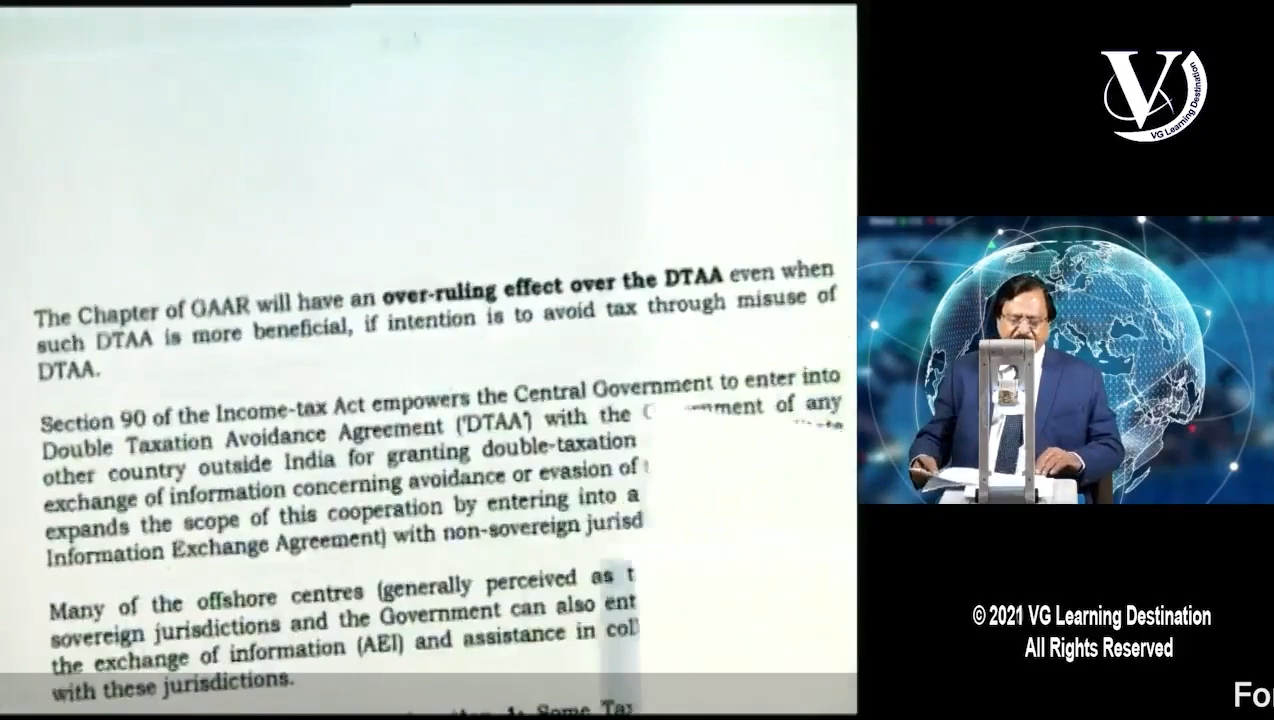 The Chapter of GAAR will have an over-ruling effect over the DTAA even when
such DTAA is more beneficial, if intention is to avoid tax through misuse of
DTAA.
Section 90 of the Income-tax Act empowers the Central Government to enter into
Double Taxation Avoidance Agreement ('DTAA') with the of any
other country outside India for granting double-taxation
exchange of information concerning avoidance or evasion of
expands the scope of this cooperation by entering into a
Information Exchange Agreement) with non-sovereign
Many of the offshore centres (generally perceived as
sovereign jurisdictions and the Government can also
the exchange of information (AEI) and assistance in
with these jurisdictions.
Some
V
VG Learning Destination
© 2021 VG Learning Destination
All Rights Reserved